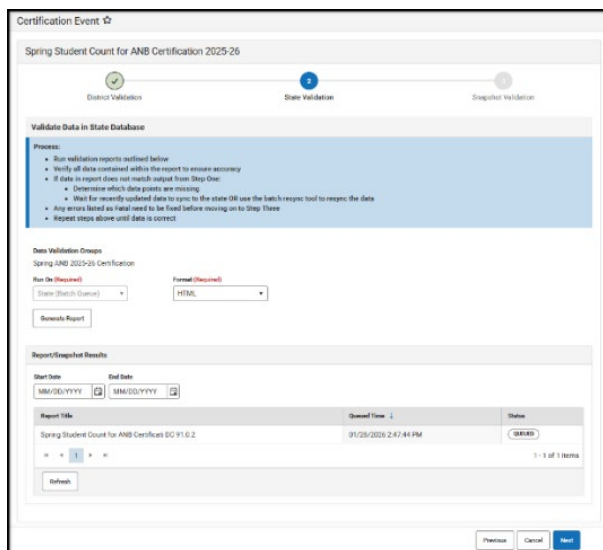 Certification Event
Spring Student Count for ANB Certification 2025-26
2
3
District Validation
State Validation
Snapshot Validation
Validate Data in State Database
Process:
• Run validation reports outlined below
• Verify all data contained within the report to ensure accuracy
• If data in report does not match output from Step One:
• Determine which data points are missing
• Wait for recently updated data to sync to the state OR use the batch resync tool to resync the data
• Any errors listed as Fatal need to be fixed before moving on to Step Three
• Repeat steps above until data is correct
Data Validation Groups
Spring ANB 2025-26 Certification
Run On (Required) Format (Required)
State (Batch Queue) HTML
Generate Report
Report/Snapshot Results
Start Date End Date
MM/DD/YYYY MM/DD/YYYY
Report Title Queued Time ↓ Status
Spring Student Count for ANB Certificati DC 91.0.2 01/28/2026 2:47:44 PM QUEUED
1 1 - 1 of 1 items
Refresh
Previous Cancel Next